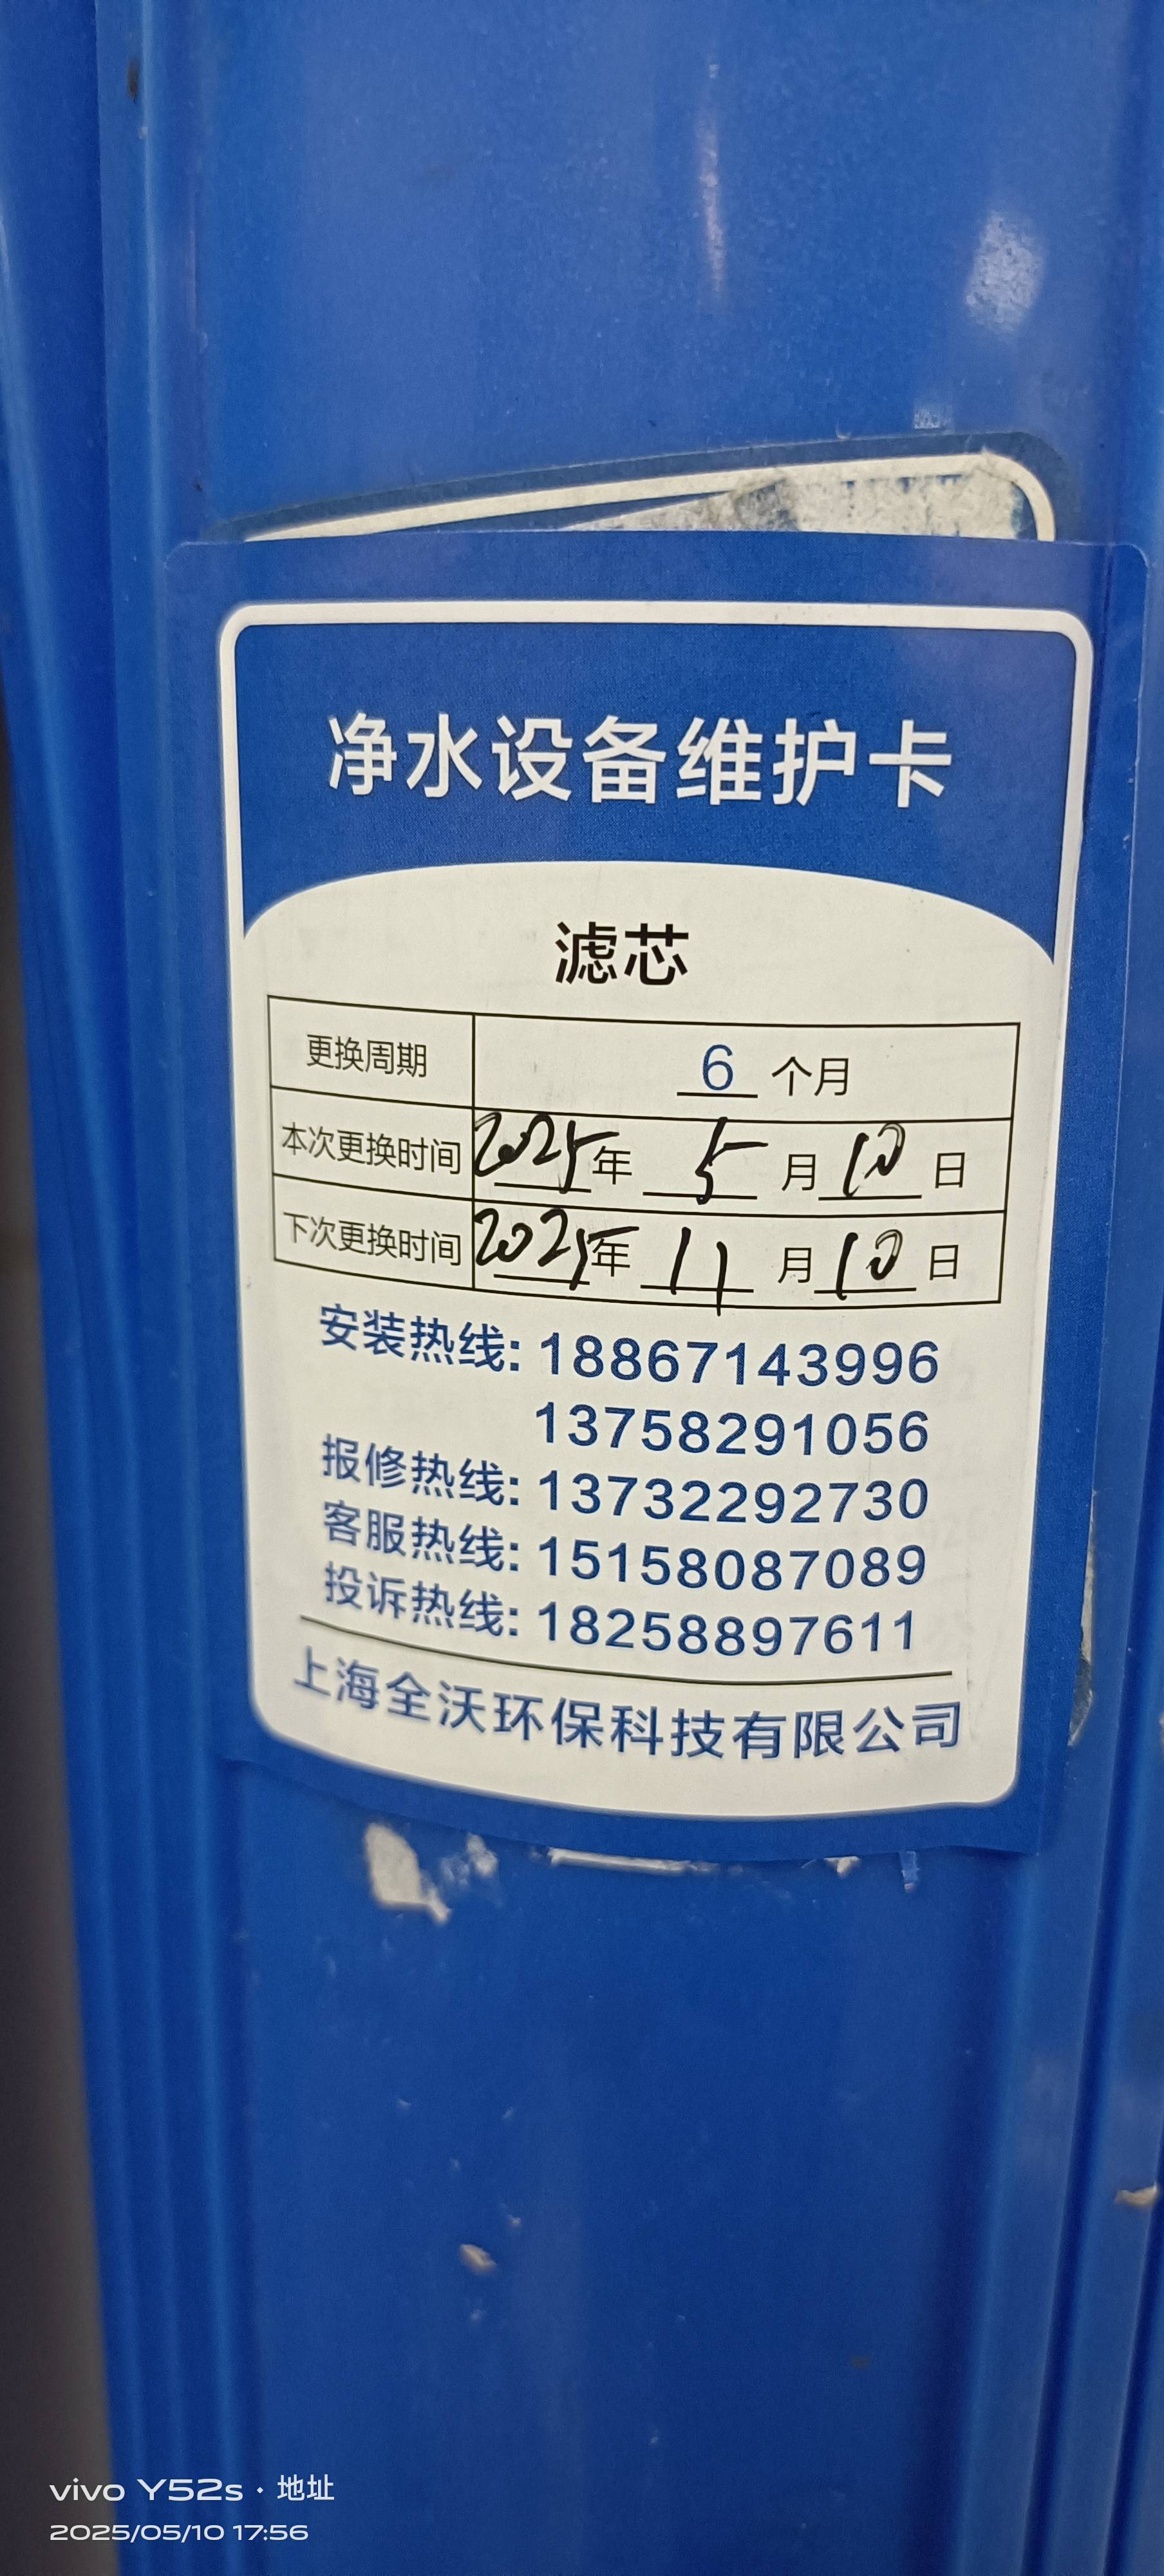 净水设备维护卡
滤芯
更换周期 6 个月
本次更换时间 2025年 5 月 10 日
下次更换时间 2025年 11 月 10 日
安装热线: 18867143996
13758291056
报修热线: 13732292730
客服热线: 15158087089
投诉热线: 18258897611
上海全沃环保科技有限公司
vivo Y52s · 地址
2025/05/10 17:56